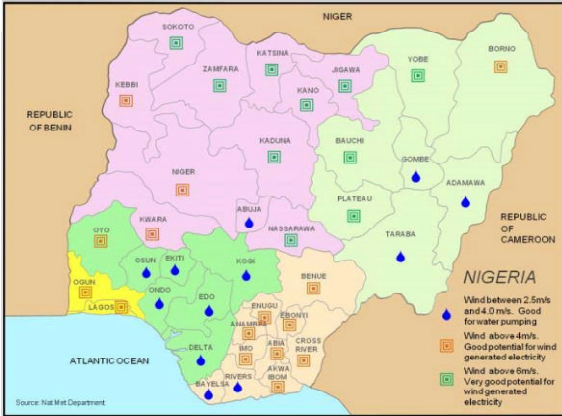 NIGER
SOKOTO
KATSINA
BORNO
YOBE
ZAMFARA
JIGAWA
KANO
KEBBI
REPUBLIC
OF BENIN
KADUNA
BAUCHI
GOMBE
NIGER
ADAMAWA
PLATEAU
ABUJA
KWARA
NASSARAWA
REPUBLIC
OF CAMEROON
OYO
TARABA
OSUN
EKITI
KOGI
BENUE
NIGERIA
OGUN
ONDO
EDO
LAGOS
ENUGU
EBONYI
ANAMBRA
Wind between 2.5m/s
and 4.0 m/s. Good
for water pumping
DELTA
IMO
ABIA
CROSS
RIVER
ATLANTIC OCEAN
Wind above 4m/s.
Good potential for wind
generated electricity
RIVERS
AKWA
IBOM
BAYELSA
Wind above 6m/s.
Very good potential for
wind generated
electricity
Source: Nat Met Department